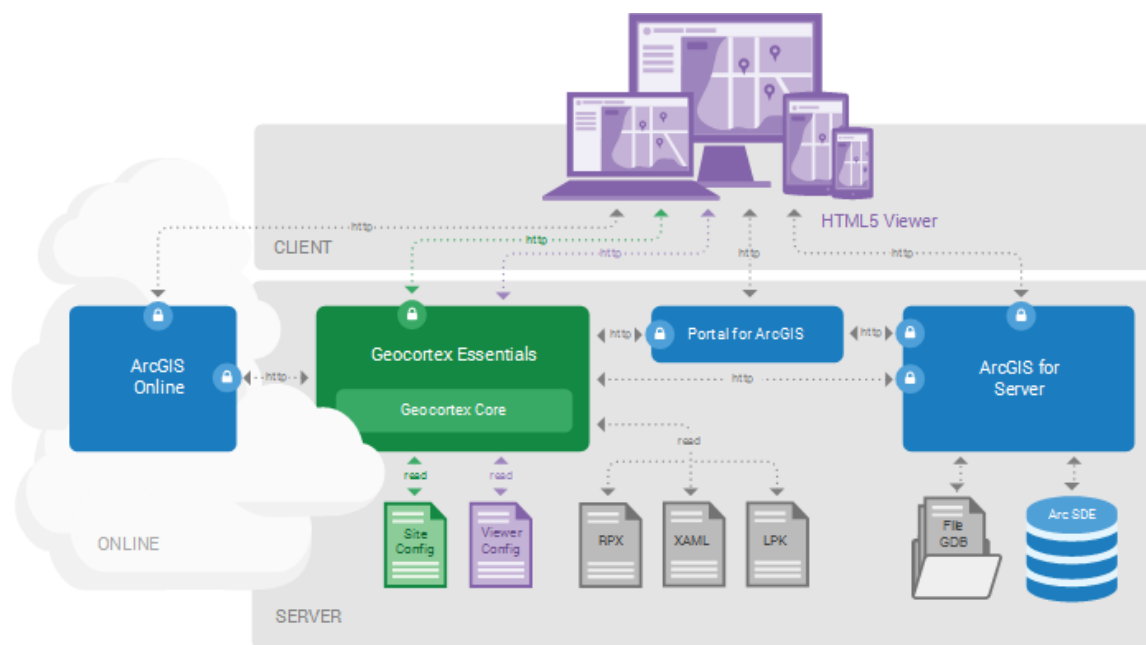 HTML5 Viewer
http
http
http
http
http
CLIENT
ArcGIS
Online
http
Geocortex Essentials
Geocortex Core
http
Portal for ArcGIS
http
http
ArcGIS for
Server
read
read
read
Site
Config
Viewer
Config
RPX
XAML
LPK
File
GDB
Arc SDE
ONLINE
SERVER